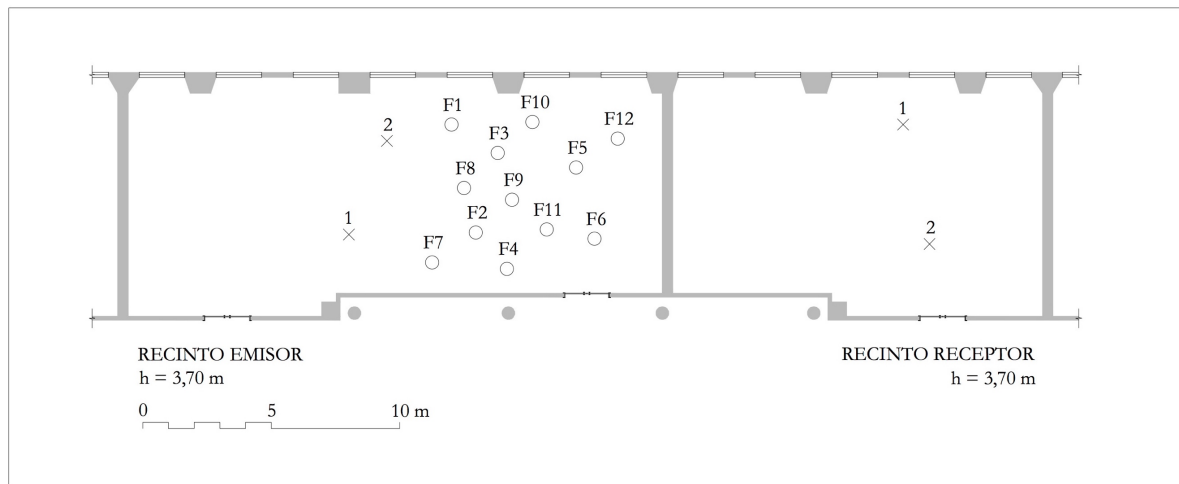 F1
F10
F12
1
2
F3
F5
F8
F9
F2
F11
F6
1
F7
F4
2
RECINTO EMISOR
h = 3,70 m
RECINTO RECEPTOR
h = 3,70 m
0 5 10 m